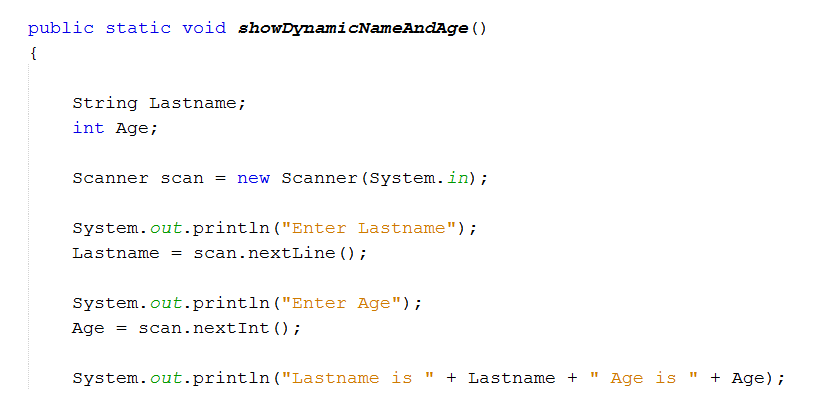 public static void showDynamicNameAndAge()
{
String Lastname;
int Age;
Scanner scan = new Scanner(System.in);
System.out.println("Enter Lastname");
Lastname = scan.nextLine();
System.out.println("Enter Age");
Age = scan.nextInt();
System.out.println("Lastname is " + Lastname + " Age is " + Age);